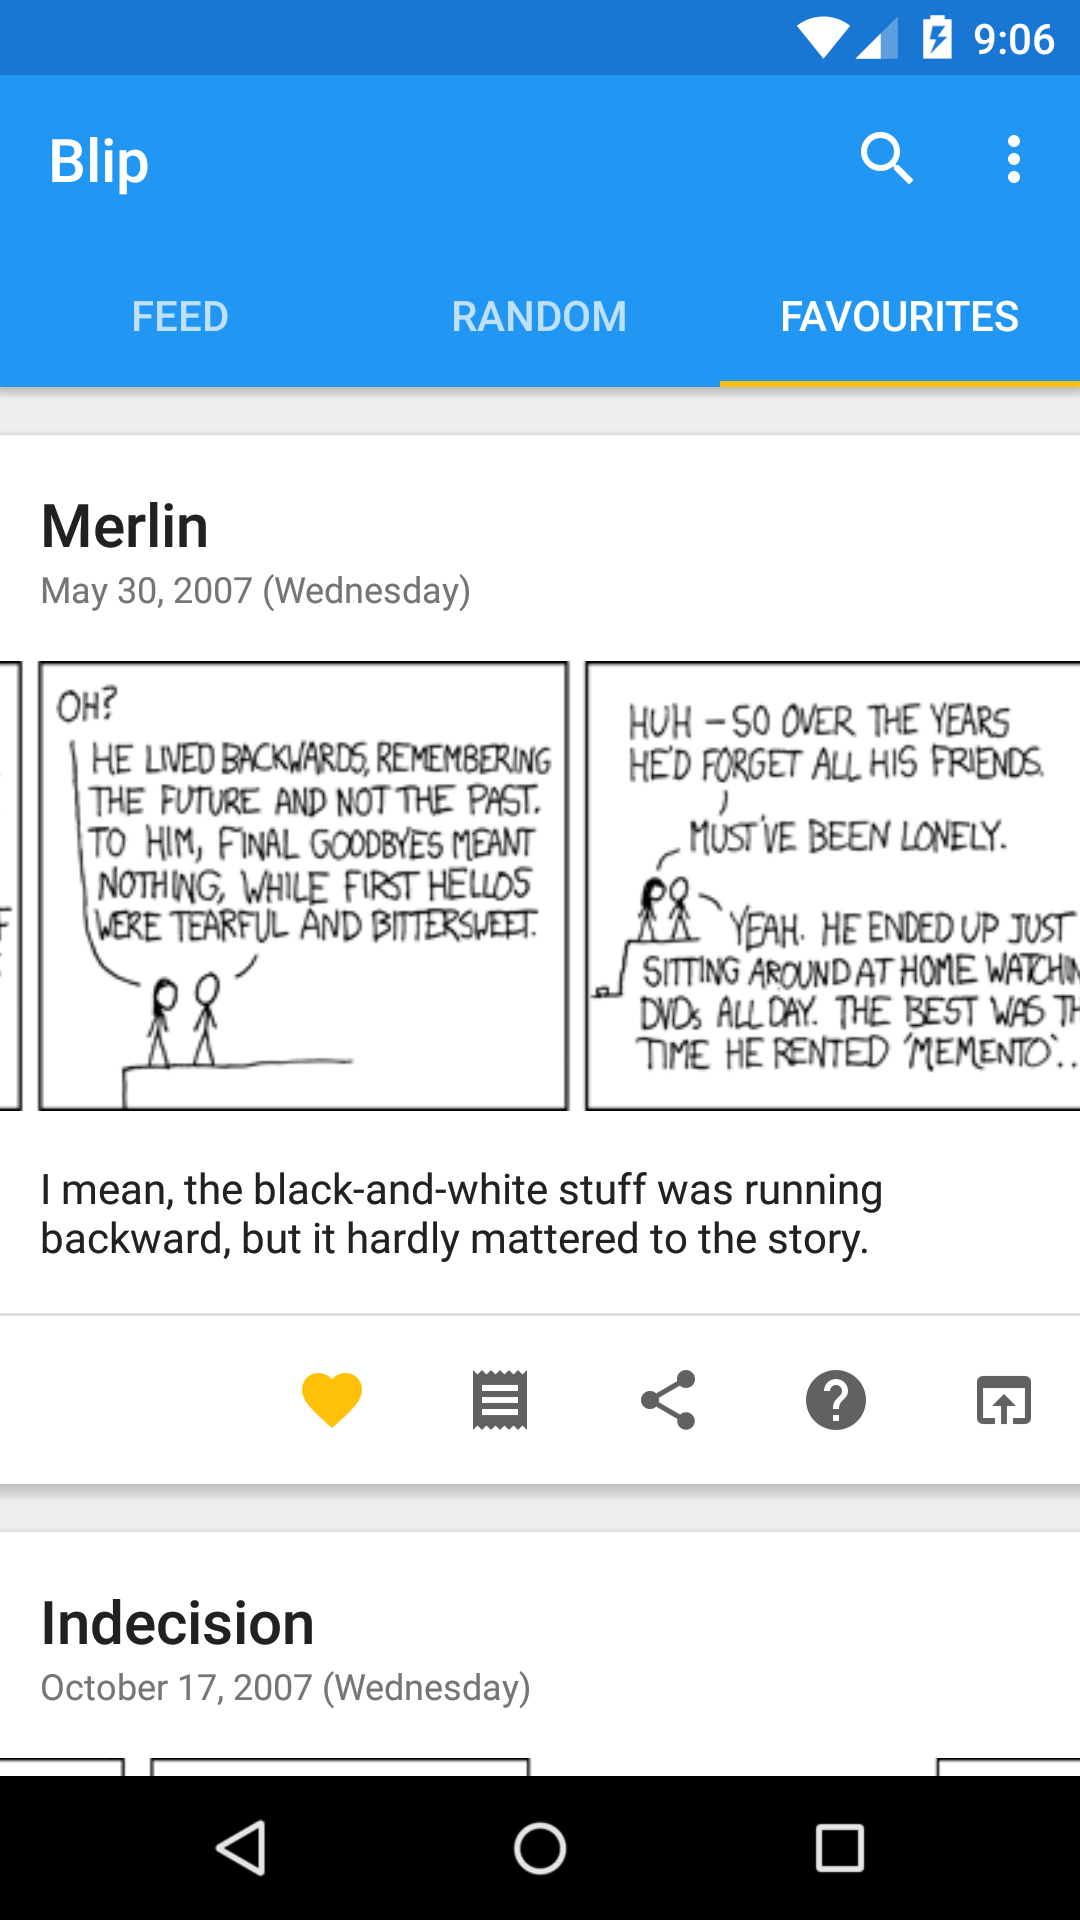 9:06
Blip
FEED RANDOM FAVOURITES
Merlin
May 30, 2007 (Wednesday)
OH?
HE LIVED BACKWARDS, REMEMBERING
THE FUTURE AND NOT THE PAST.
TO HIM, FINAL GOODBYES MEANT
NOTHING, WHILE FIRST HELLOS
WERE TEARFUL AND BITTERSWEET.
HUH – SO OVER THE YEARS
HE'D FORGET ALL HIS FRIENDS.
MUST'VE BEEN LONELY.
YEAH. HE ENDED UP JUST
SITTING AROUND AT HOME WATCHIN
DVDs ALL DAY. THE BEST WAS TH
TIME HE RENTED 'MEMENTO'...
I mean, the black-and-white stuff was running
backward, but it hardly mattered to the story.
Indecision
October 17, 2007 (Wednesday)